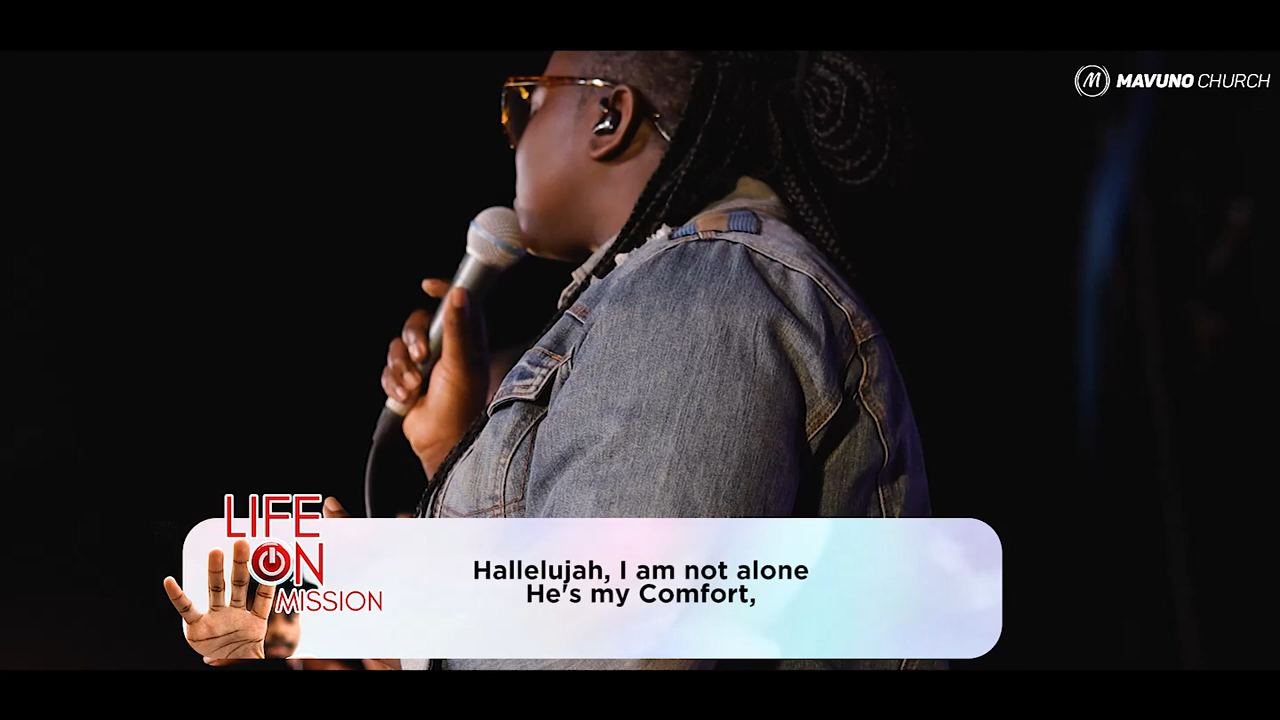 MAVUNO CHURCH
LIFE
ON
MISSION
Hallelujah, I am not alone
He's my Comfort,